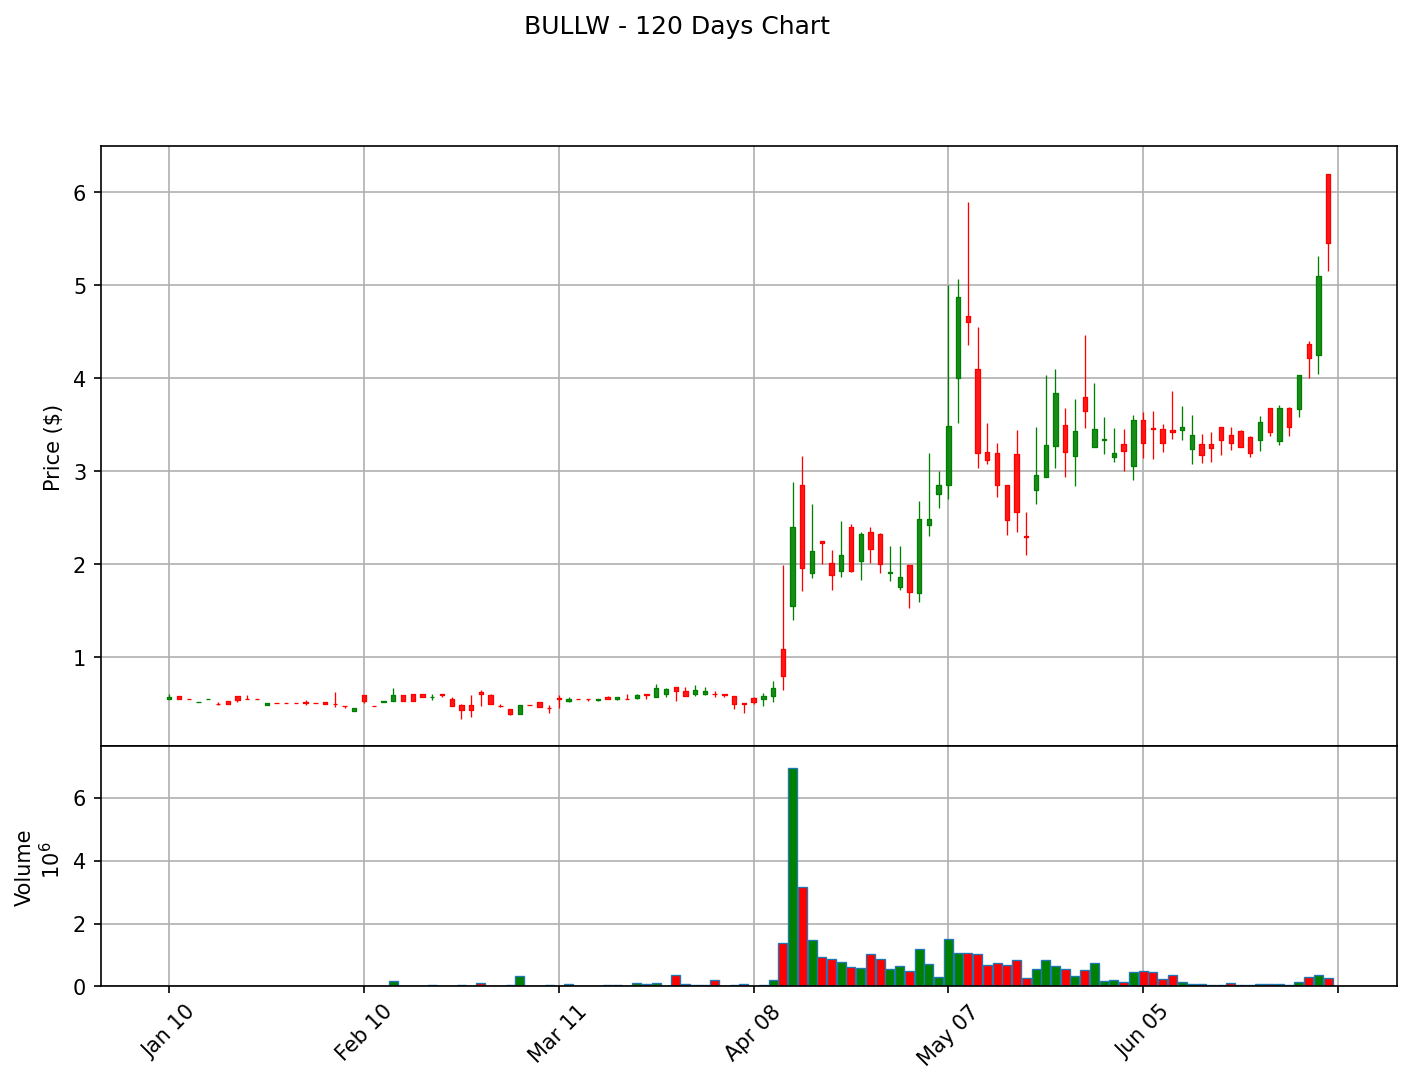 BULLW - 120 Days Chart
Price ($)
6
5
4
3
2
1
Volume
10⁶
6
4
2
0
Jan 10
Feb 10
Mar 11
Apr 08
May 07
Jun 05